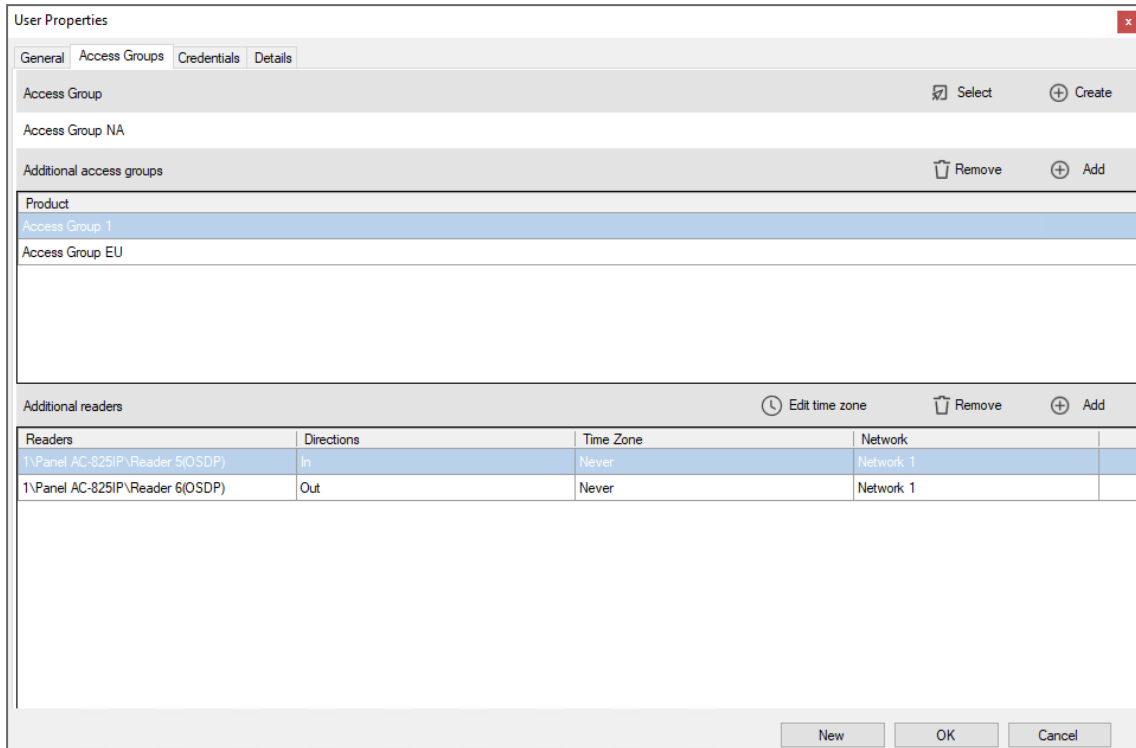 User Properties
x
General Access Groups Credentials Details
Access Group Select Create
Access Group NA
Additional access groups Remove Add
Product
Access Group 1
Access Group EU
Additional readers Edit time zone Remove Add
Readers Directions Time Zone Network
1\Panel AC-825IP\Reader 5(OSDP) In Never Network 1
1\Panel AC-825IP\Reader 6(OSDP) Out Never Network 1
New OK Cancel